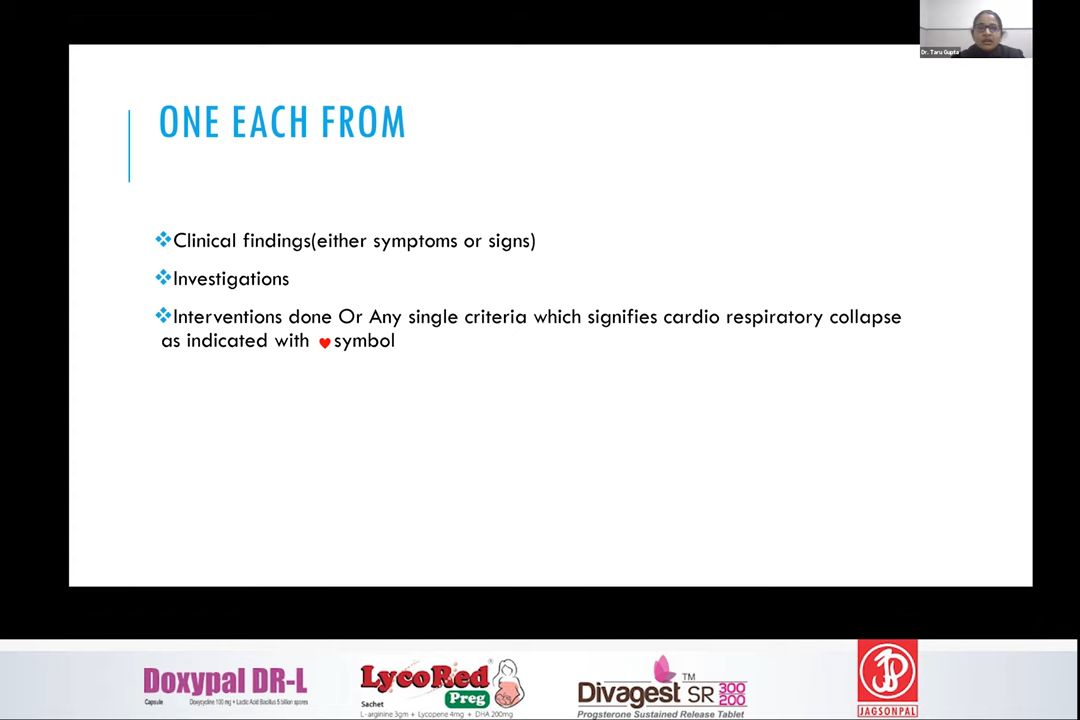 Dr. Taru Gupta
ONE EACH FROM
❖Clinical findings(either symptoms or signs)
❖Investigations
❖Interventions done Or Any single criteria which signifies cardio respiratory collapse
as indicated with ♥symbol
Doxypal DR-L
Capsule
Doxycycline 100 mg + Lactic Acid Bacillus 5 billion spores
LycoRed®
Preg
Sachet
L-arginine 3gm + Lycopene 4mg + DHA 200mg
Divagest SR 300 200 ™
Progsterone Sustained Release Tablet
JAGSONPAL